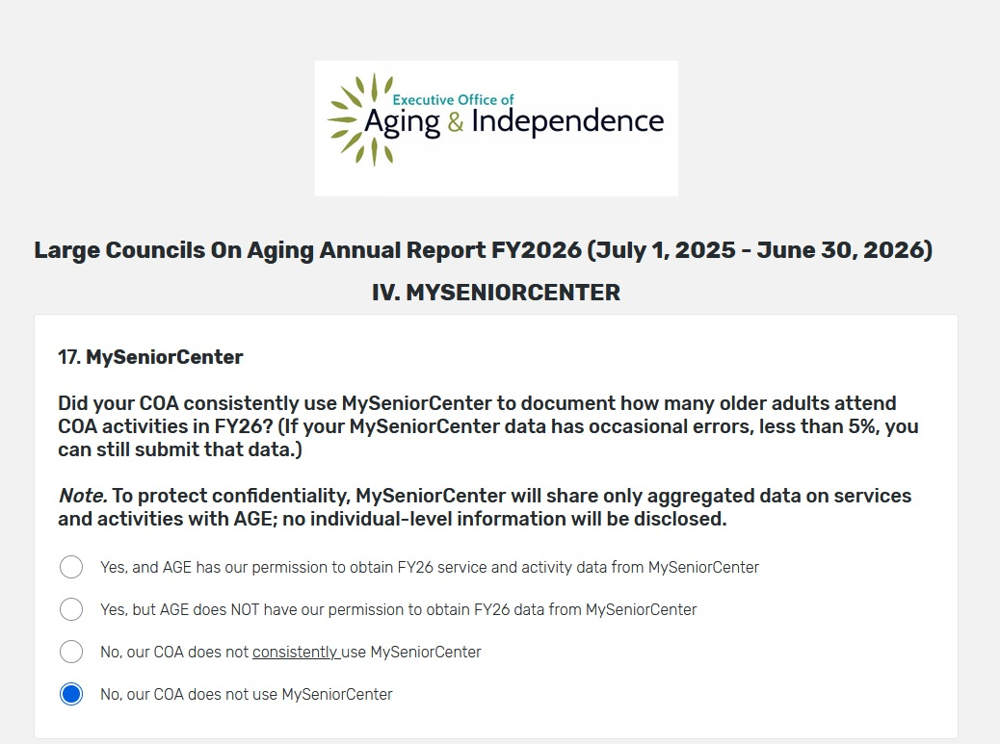 Executive Office of
Aging & Independence
Large Councils On Aging Annual Report FY2026 (July 1, 2025 - June 30, 2026)
IV. MYSENIORCENTER
17. MySeniorCenter
Did your COA consistently use MySeniorCenter to document how many older adults attend
COA activities in FY26? (If your MySeniorCenter data has occasional errors, less than 5%, you
can still submit that data.)
Note. To protect confidentiality, MySeniorCenter will share only aggregated data on services
and activities with AGE; no individual-level information will be disclosed.
Yes, and AGE has our permission to obtain FY26 service and activity data from MySeniorCenter
Yes, but AGE does NOT have our permission to obtain FY26 data from MySeniorCenter
No, our COA does not consistently use MySeniorCenter
No, our COA does not use MySeniorCenter